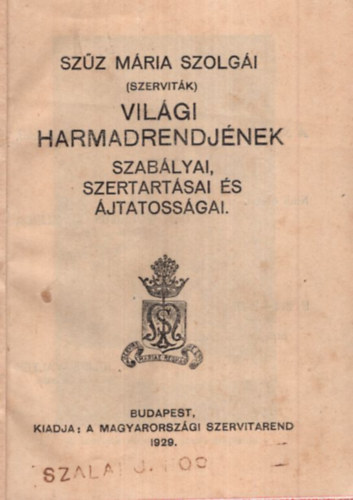 SZŰZ MÁRIA SZOLGÁI
(SZERVITÁK)
VILÁGI
HARMADRENDJÉNEK
SZABÁLYAI,
SZERTARTÁSAI ÉS
ÁJTATOSSÁGAI.
BUDAPEST,
KIADJA: A MAGYARORSZÁGI SZERVITAREND
1929.